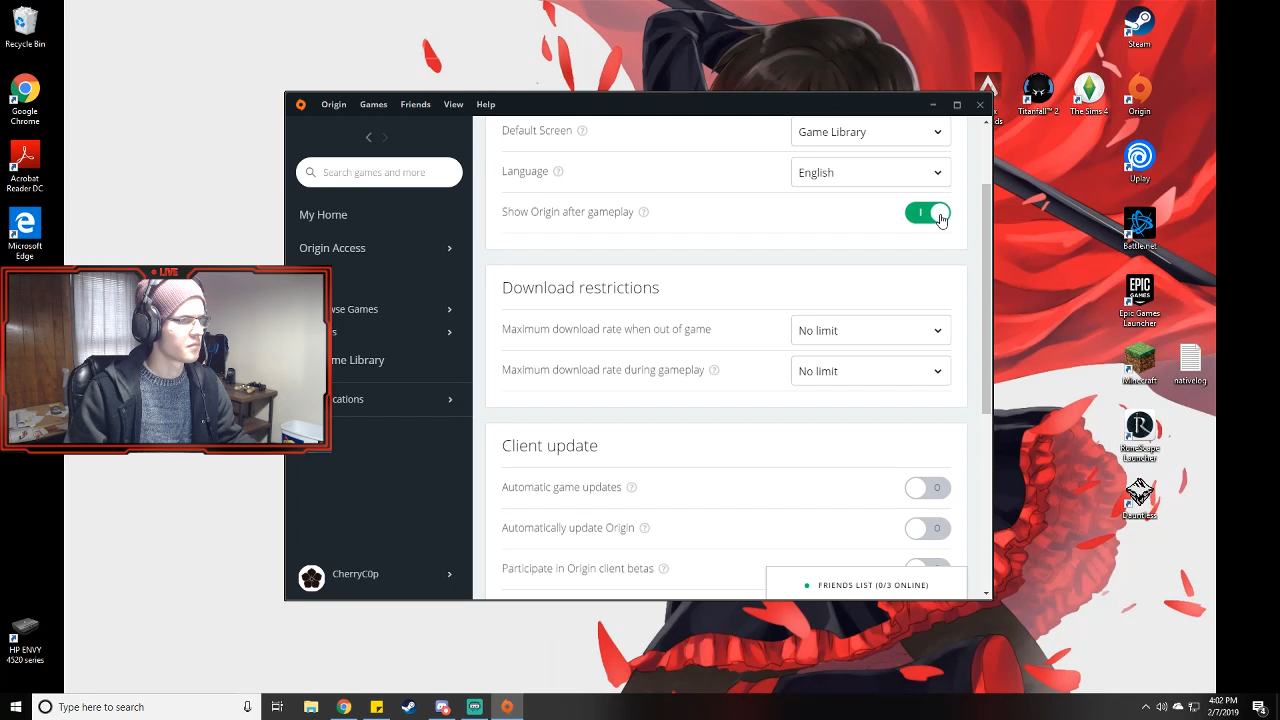 Recycle Bin
Google
Chrome
Acrobat
Reader DC
Microsoft
Edge
HP ENVY
4520 series
LIVE
Origin Games Friends View Help
Search games and more
My Home
Origin Access
wse Games
s
me Library
cations
CherryC0p
Default Screen
Game Library
Language
English
Show Origin after gameplay
Download restrictions
Maximum download rate when out of game
No limit
Maximum download rate during gameplay
No limit
Client update
Automatic game updates
Automatically update Origin
Participate in Origin client betas
FRIENDS LIST (0/3 ONLINE)
Steam
Titanfall™ 2
The Sims 4
Origin
Uplay
Battle.net
EPIC
GAMES
Epic Games
Launcher
Minecraft
nativelog
RuneScape
Launcher
Dauntless
Type here to search
4:02 PM
2/7/2019
4